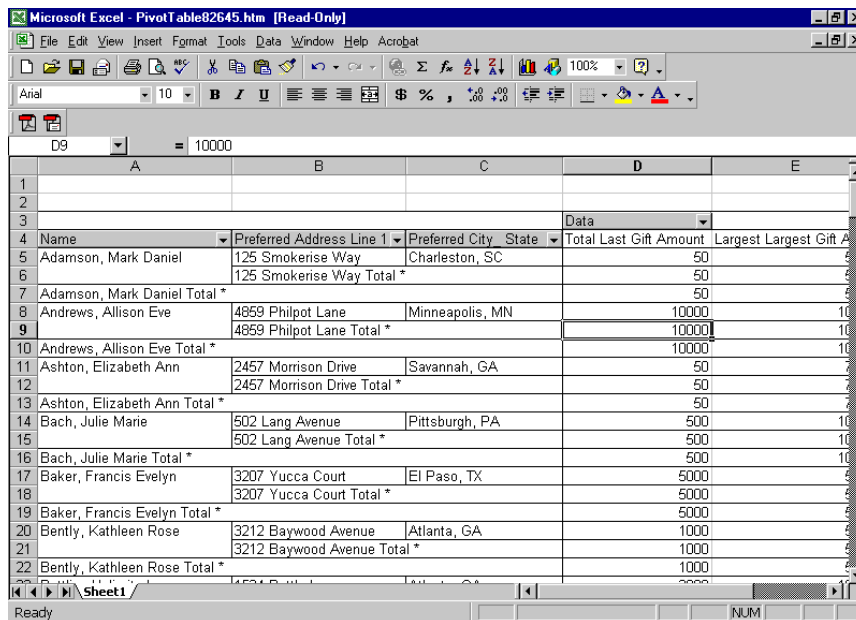 Microsoft Excel - PivotTable82645.htm [Read-Only]
File Edit View Insert Format Tools Data Window Help Acrobat
100%
Arial 10 B I U $ % ,
D9 = 10000
A B C D E
1
2
3 Data
4 Name Preferred Address Line 1 Preferred City_ State Total Last Gift Amount Largest Largest Gift A
5 Adamson, Mark Daniel 125 Smokerise Way Charleston, SC 50
6 125 Smokerise Way Total * 50
7 Adamson, Mark Daniel Total * 50
8 Andrews, Allison Eve 4859 Philpot Lane Minneapolis, MN 10000 10
9 4859 Philpot Lane Total * 10000 10
10 Andrews, Allison Eve Total * 10000 10
11 Ashton, Elizabeth Ann 2457 Morrison Drive Savannah, GA 50
12 2457 Morrison Drive Total * 50
13 Ashton, Elizabeth Ann Total * 50
14 Bach, Julie Marie 502 Lang Avenue Pittsburgh, PA 500 10
15 502 Lang Avenue Total * 500 10
16 Bach, Julie Marie Total * 500 10
17 Baker, Francis Evelyn 3207 Yucca Court El Paso, TX 5000
18 3207 Yucca Court Total * 5000
19 Baker, Francis Evelyn Total * 5000
20 Bently, Kathleen Rose 3212 Baywood Avenue Atlanta, GA 1000
21 3212 Baywood Avenue Total * 1000
22 Bently, Kathleen Rose Total * 1000
Sheet1
Ready NUM